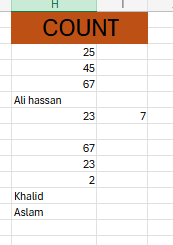 H I
COUNT
25
45
67
Ali hassan
23 7
67
23
2
Khalid
Aslam